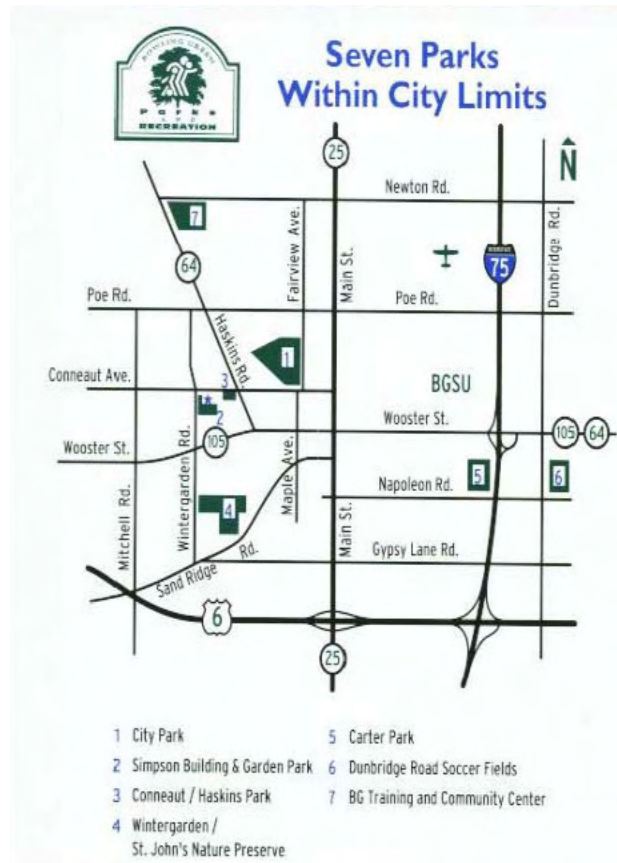 BOWLING GREEN
Parks
AND
RECREATION
Seven Parks
Within City Limits
25
N
Newton Rd.
7
Fairview Ave.
Main St.
Dunbridge Rd.
64
INTERSTATE
75
Poe Rd.
Poe Rd.
Haskins Rd.
1
Conneaut Ave.
3
BGSU
*
2
Wooster St.
105
105
64
Wooster St.
Wintergarden Rd.
Maple Ave.
5
6
Napoleon Rd.
Mitchell Rd.
4
Main St.
Gypsy Lane Rd.
Sand Ridge Rd.
6
25
1 City Park
2 Simpson Building & Garden Park
3 Conneaut / Haskins Park
4 Wintergarden /
St. John's Nature Preserve
5 Carter Park
6 Dunbridge Road Soccer Fields
7 BG Training and Community Center